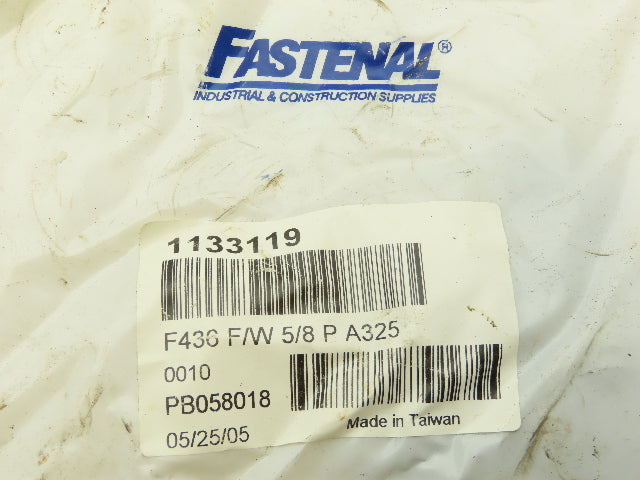 FASTENAL®
INDUSTRIAL & CONSTRUCTION SUPPLIES
1133119
F436 F/W 5/8 P A325
0010
PB058018
Made in Taiwan
05/25/05